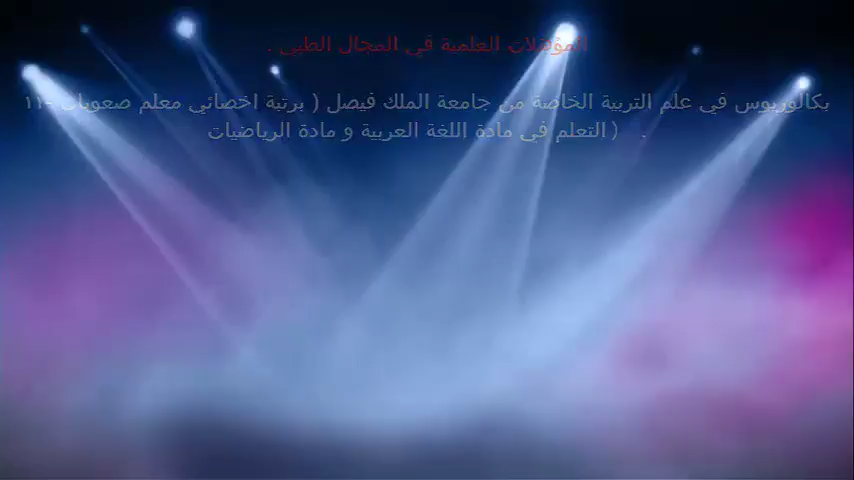 المؤهلات العلمية في المجال الطبي .
١١- بكالوريوس في علم التربية الخاصة من جامعة الملك فيصل ( برتبة اخصائي معلم صعوبات
التعلم في مادة اللغة العربية و مادة الرياضيات ) .